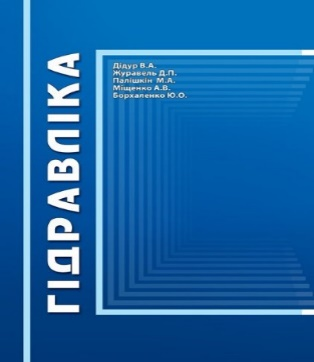 Дідур В.А.
Журавель Д.П.
Палішкін М.А.
Міщенко А.В.
Борхаленко Ю.О.
ГІДРАВЛІКА